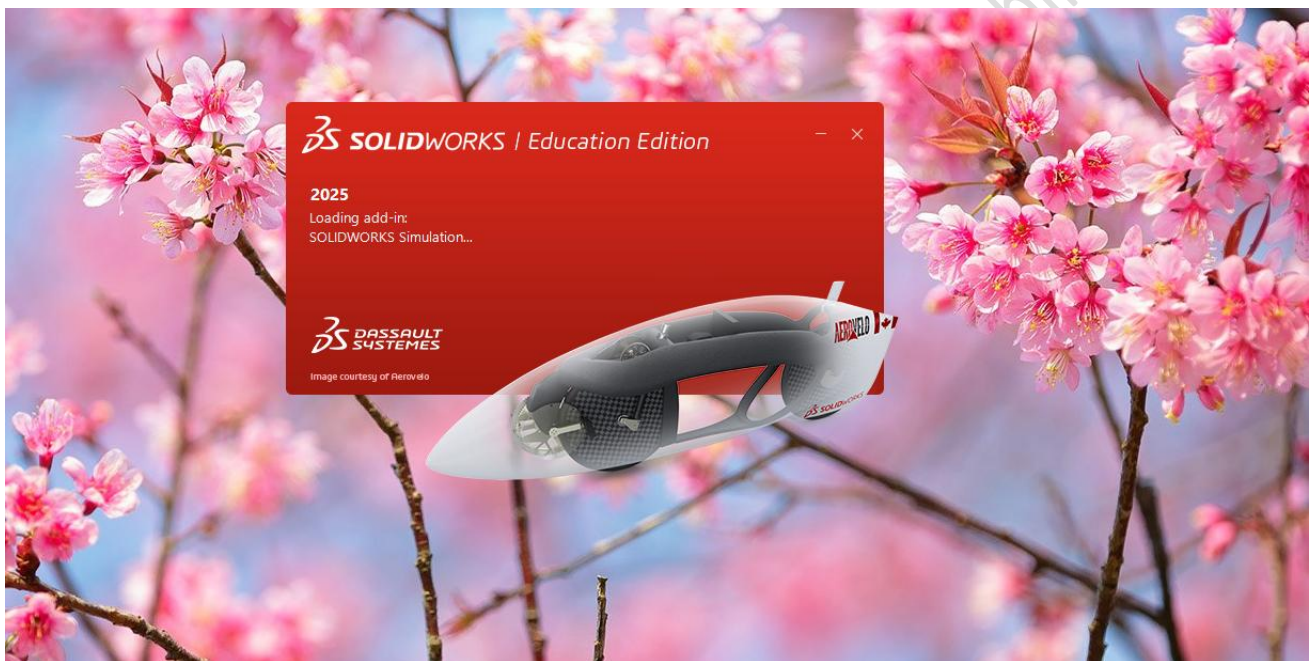 SOLIDWORKS | Education Edition
2025
Loading add-in:
SOLIDWORKS Simulation...
DASSAULT
SYSTEMES
Image courtesy of Aerovelo
AEROVELO
SOLIDWORKS